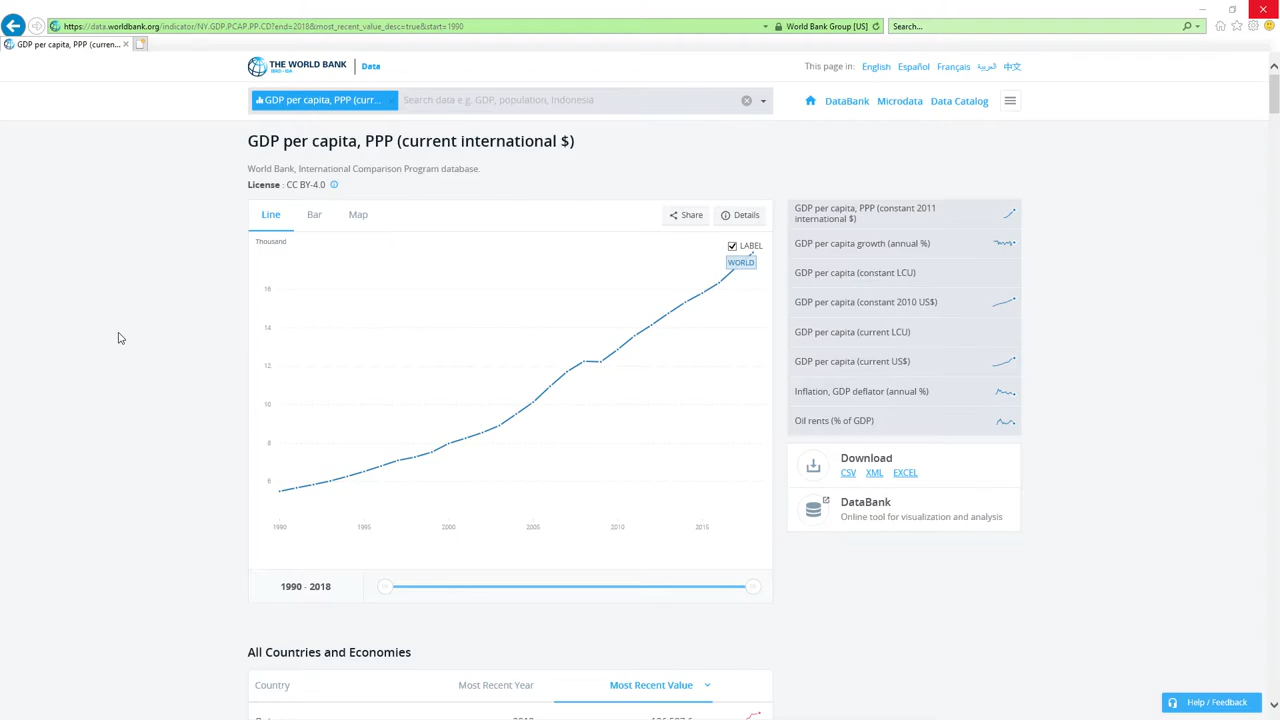 https://data.worldbank.org/indicator/NY.GDP.PCAP.PP.CD?end=2018&most_recent_value_desc=true&start=1990
World Bank Group [US]
Search...
GDP per capita, PPP (curren...
THE WORLD BANK
IBRD • IDA
Data
This page in: English Español Français العربية 中文
GDP per capita, PPP (curr...
Search data e.g. GDP, population, Indonesia
DataBank Microdata Data Catalog
GDP per capita, PPP (current international $)
World Bank, International Comparison Program database.
License : CC BY-4.0
Line Bar Map Share Details
Thousand
LABEL
WORLD
16
14
12
10
8
6
1990 1995 2000 2005 2010 2015
1990 - 2018
GDP per capita, PPP (constant 2011
international $)
GDP per capita growth (annual %)
GDP per capita (constant LCU)
GDP per capita (constant 2010 US$)
GDP per capita (current LCU)
GDP per capita (current US$)
Inflation, GDP deflator (annual %)
Oil rents (% of GDP)
Download
CSV XML EXCEL
DataBank
Online tool for visualization and analysis
All Countries and Economies
Country Most Recent Year Most Recent Value
Help / Feedback